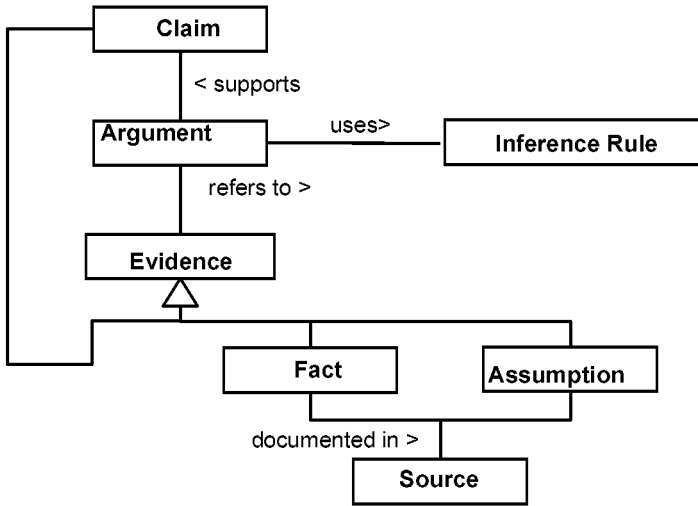 Claim
< supports
Argument
uses>
Inference Rule
refers to >
Evidence
Fact
Assumption
documented in >
Source